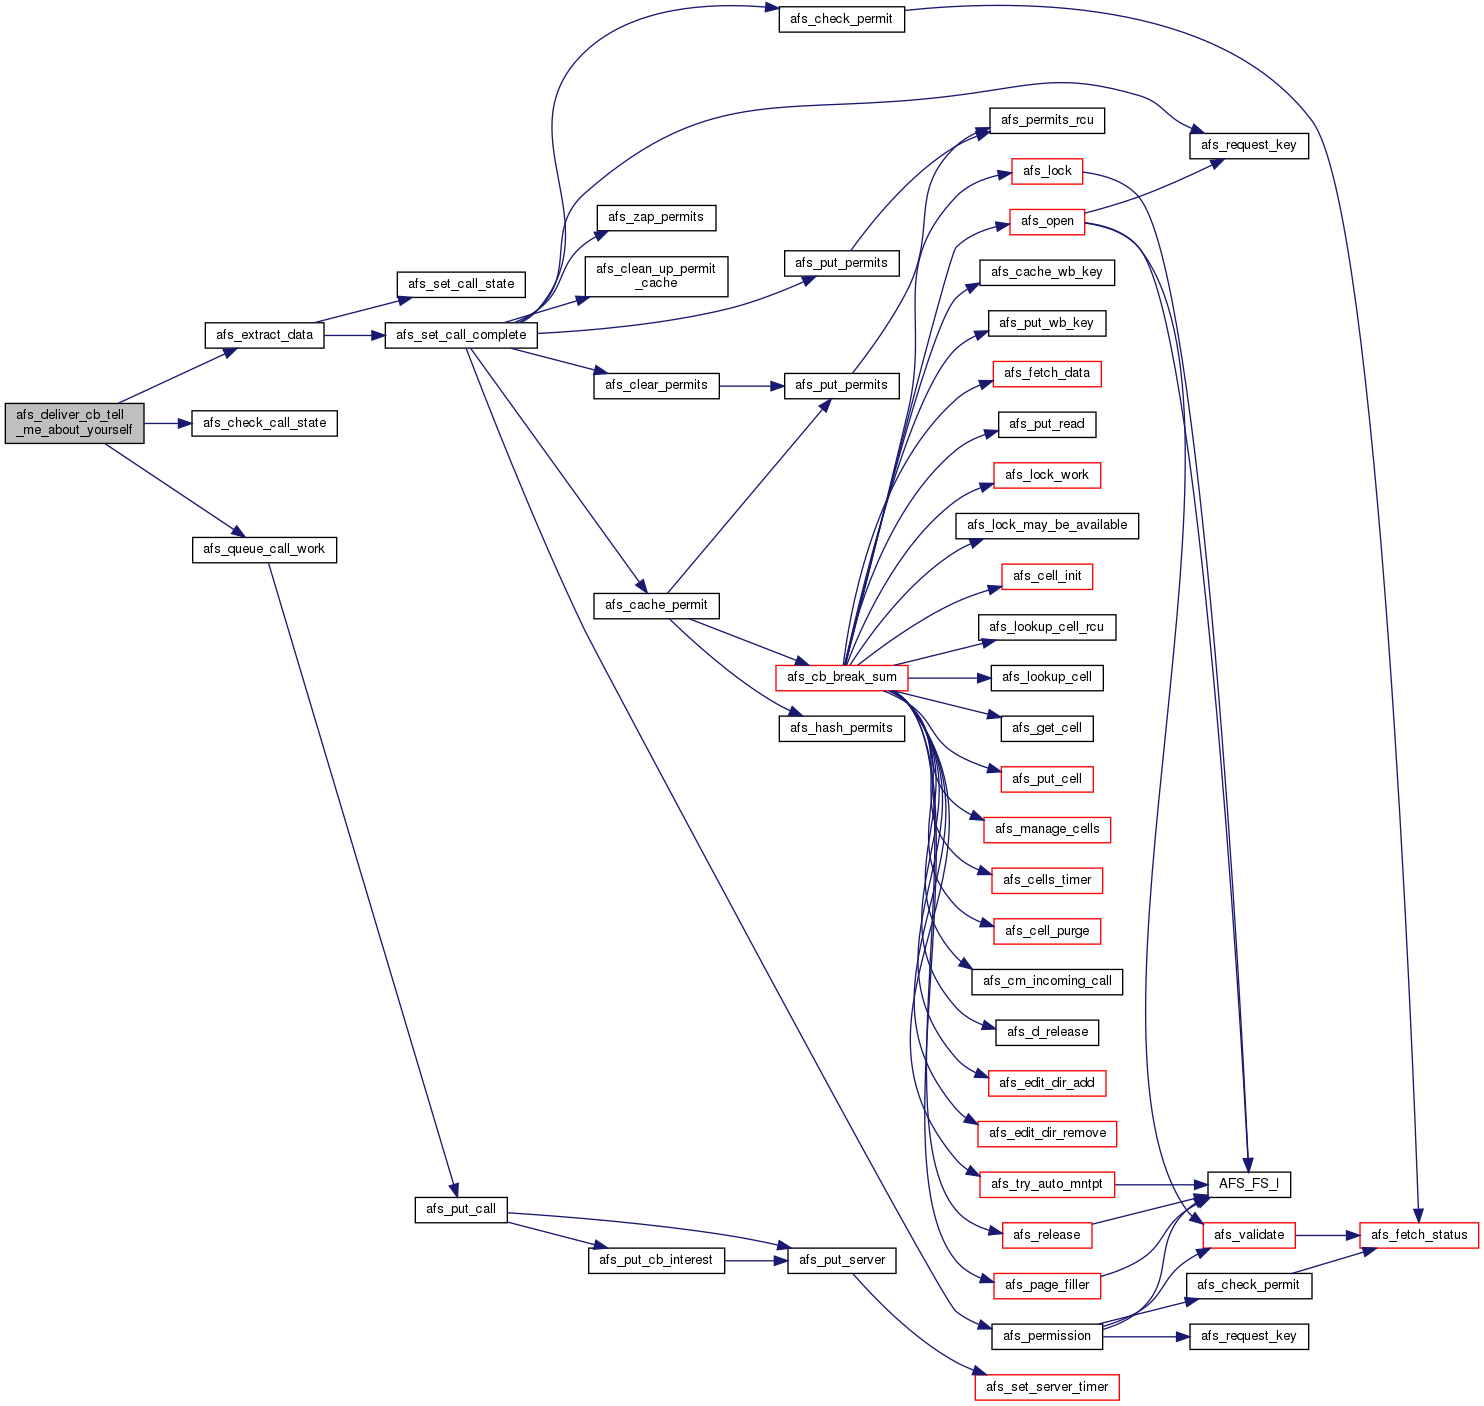 afs_deliver_cb_tell
_me_about_yourself
afs_extract_data
afs_check_call_state
afs_queue_call_work
afs_set_call_state
afs_set_call_complete
afs_put_call
afs_zap_permits
afs_clean_up_permit
_cache
afs_clear_permits
afs_cache_permit
afs_put_cb_interest
afs_check_permit
afs_put_permits
afs_put_permits
afs_cb_break_sum
afs_hash_permits
afs_put_server
afs_permits_rcu
afs_lock
afs_open
afs_cache_wb_key
afs_put_wb_key
afs_fetch_data
afs_put_read
afs_lock_work
afs_lock_may_be_available
afs_cell_init
afs_lookup_cell_rcu
afs_lookup_cell
afs_get_cell
afs_put_cell
afs_manage_cells
afs_cells_timer
afs_cell_purge
afs_cm_incoming_call
afs_d_release
afs_edit_dir_add
afs_edit_dir_remove
afs_try_auto_mntpt
afs_release
afs_page_filler
afs_permission
afs_set_server_timer
afs_request_key
AFS_FS_I
afs_validate
afs_check_permit
afs_request_key
afs_fetch_status